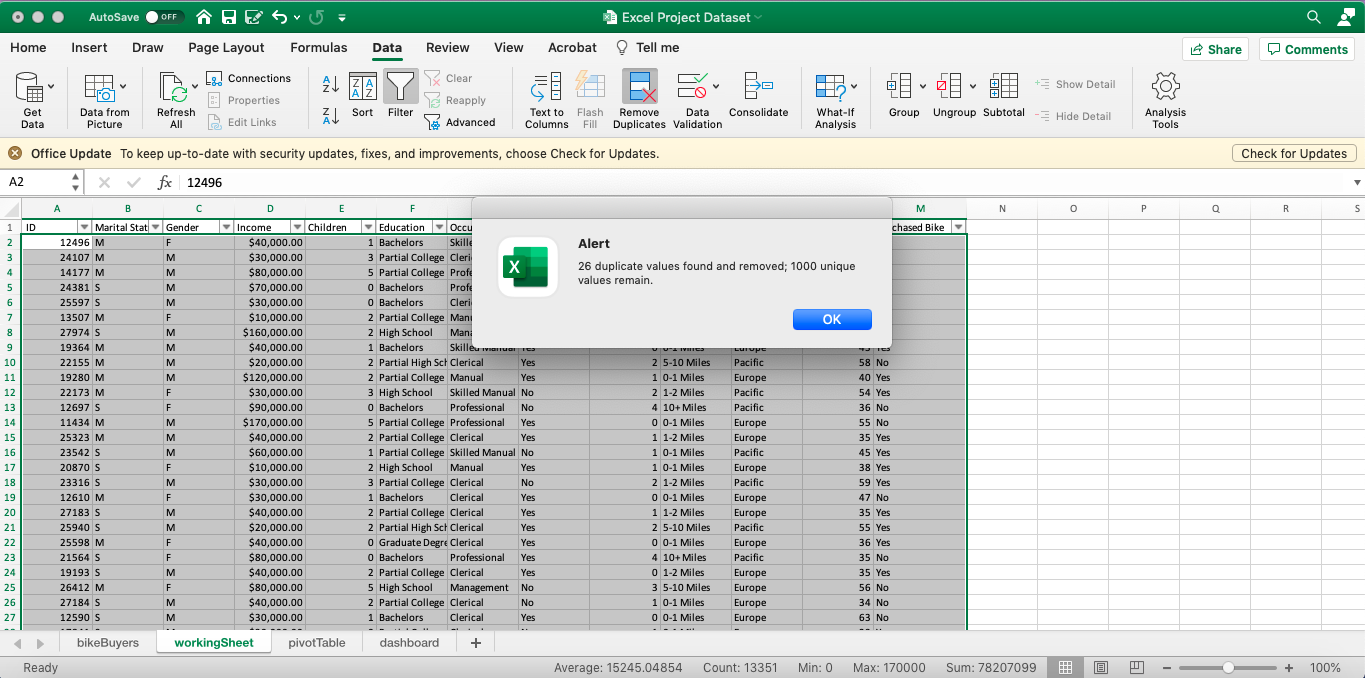 AutoSave OFF Excel Project Dataset
Home Insert Draw Page Layout Formulas Data Review View Acrobat Tell me Share Comments
Get Data
Data from Picture
Refresh All
Connections
Properties
Edit Links
Sort
Filter
Clear
Reapply
Advanced
Text to Columns
Flash Fill
Remove Duplicates
Data Validation
Consolidate
What-If Analysis
Group
Ungroup
Subtotal
Show Detail
Hide Detail
Analysis Tools
Office Update To keep up-to-date with security updates, fixes, and improvements, choose Check for Updates. Check for Updates
A2 fx 12496
A B C D E F M N O P Q R S
1 ID Marital Stat Gender Income Children Education Occu chased Bike
2 12496 M F $40,000.00 1 Bachelors Skille
3 24107 M M $30,000.00 3 Partial College Cleri
4 14177 M M $80,000.00 5 Partial College Profe
5 24381 S M $70,000.00 0 Bachelors Profe
6 25597 S M $30,000.00 0 Bachelors Cleri
7 13507 M F $10,000.00 2 Partial College Manu
8 27974 S M $160,000.00 2 High School Mana
9 19364 M M $40,000.00 1 Bachelors Skilled Manual Yes 0 0-1 Miles Europe 43 Yes
10 22155 M M $20,000.00 2 Partial High Sch Clerical Yes 2 5-10 Miles Pacific 58 No
11 19280 M M $120,000.00 2 Partial College Manual Yes 1 0-1 Miles Europe 40 Yes
12 22173 M F $30,000.00 3 High School Skilled Manual No 2 1-2 Miles Pacific 54 Yes
13 12697 S F $90,000.00 0 Bachelors Professional No 4 10+ Miles Pacific 36 No
14 11434 M M $170,000.00 5 Partial College Professional Yes 0 0-1 Miles Europe 55 No
15 25323 M M $40,000.00 2 Partial College Clerical Yes 1 1-2 Miles Europe 35 Yes
16 23542 S M $60,000.00 1 Partial College Skilled Manual No 1 0-1 Miles Pacific 45 Yes
17 20870 S F $10,000.00 2 High School Manual Yes 1 0-1 Miles Europe 38 Yes
18 23316 S M $30,000.00 3 Partial College Clerical No 2 1-2 Miles Pacific 59 Yes
19 12610 M F $30,000.00 1 Bachelors Clerical Yes 0 0-1 Miles Europe 47 No
20 27183 S M $40,000.00 2 Partial College Clerical Yes 1 1-2 Miles Europe 35 Yes
21 25940 S M $20,000.00 2 Partial High Sch Clerical Yes 2 5-10 Miles Pacific 55 Yes
22 25598 M F $40,000.00 0 Graduate Degre Clerical Yes 0 0-1 Miles Europe 36 Yes
23 21564 S F $80,000.00 0 Bachelors Professional Yes 4 10+ Miles Pacific 35 No
24 19193 S M $40,000.00 2 Partial College Clerical Yes 0 1-2 Miles Europe 35 Yes
25 26412 M F $80,000.00 5 High School Management No 3 5-10 Miles Europe 56 No
26 27184 S M $40,000.00 2 Partial College Clerical No 1 0-1 Miles Europe 34 No
27 12590 S M $30,000.00 1 Bachelors Clerical Yes 0 0-1 Miles Europe 63 No
Alert
26 duplicate values found and removed; 1000 unique
values remain.
OK
bikeBuyers workingSheet pivotTable dashboard +
Ready Average: 15245.04854 Count: 13351 Min: 0 Max: 170000 Sum: 78207099 − + 100%